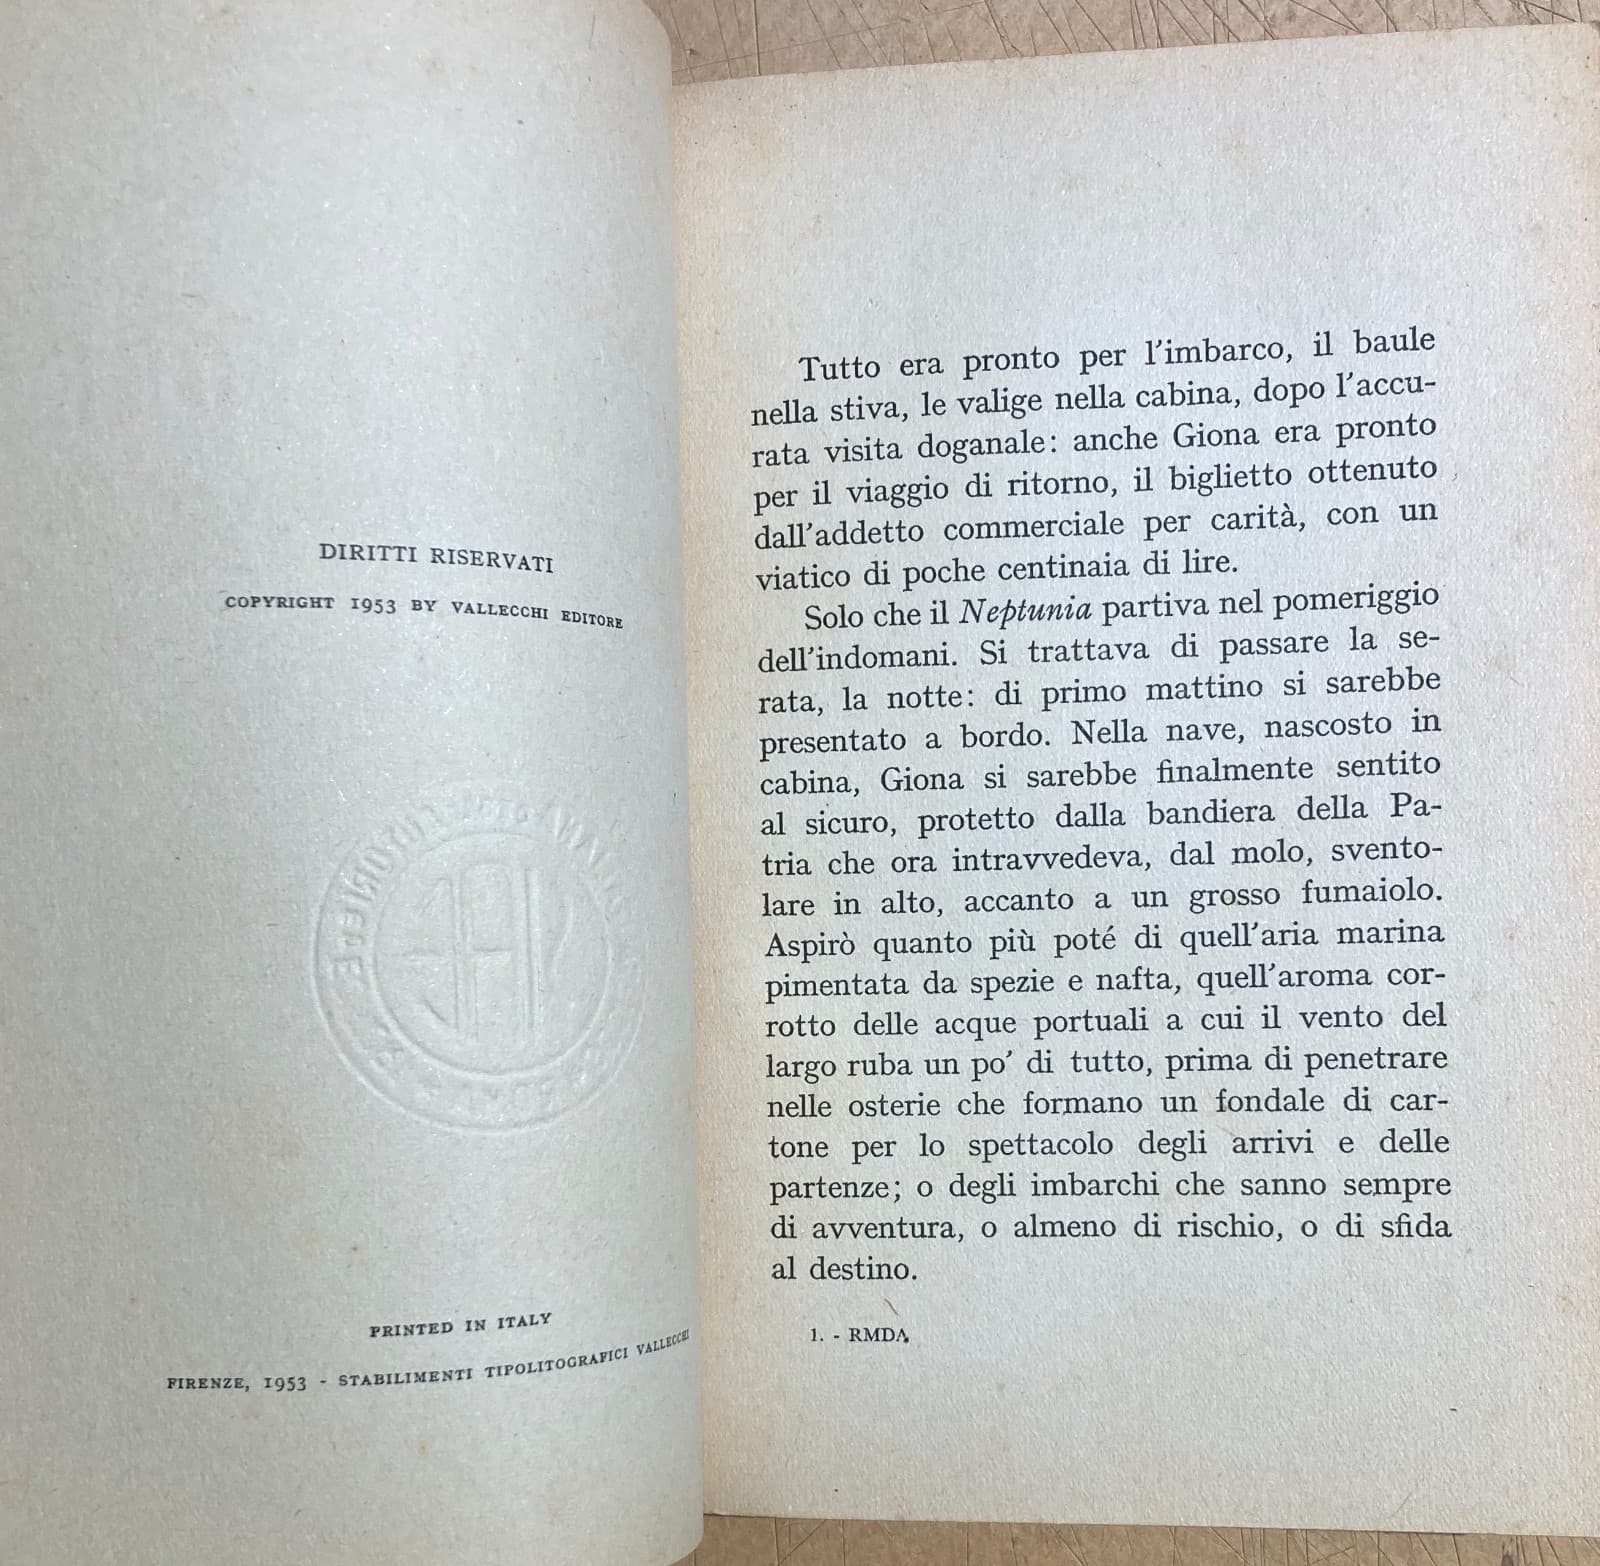 DIRITTI RISERVATI
COPYRIGHT 1953 BY VALLECCHI EDITORE
PRINTED IN ITALY
FIRENZE, 1953 - STABILIMENTI TIPOLITOGRAFICI VALLECCHI
Tutto era pronto per l'imbarco, il baule
nella stiva, le valige nella cabina, dopo l'accu-
rata visita doganale: anche Giona era pronto
per il viaggio di ritorno, il biglietto ottenuto
dall'addetto commerciale per carità, con un
viatico di poche centinaia di lire.
Solo che il Neptunia partiva nel pomeriggio
dell'indomani. Si trattava di passare la se-
rata, la notte: di primo mattino si sarebbe
presentato a bordo. Nella nave, nascosto in
cabina, Giona si sarebbe finalmente sentito
al sicuro, protetto dalla bandiera della Pa-
tria che ora intravvedeva, dal molo, svento-
lare in alto, accanto a un grosso fumaiolo.
Aspirò quanto più poté di quell'aria marina
pimentata da spezie e nafta, quell'aroma cor-
rotto delle acque portuali a cui il vento del
largo ruba un po' di tutto, prima di penetrare
nelle osterie che formano un fondale di car-
tone per lo spettacolo degli arrivi e delle
partenze; o degli imbarchi che sanno sempre
di avventura, o almeno di rischio, o di sfida
al destino.
1. - RMDA